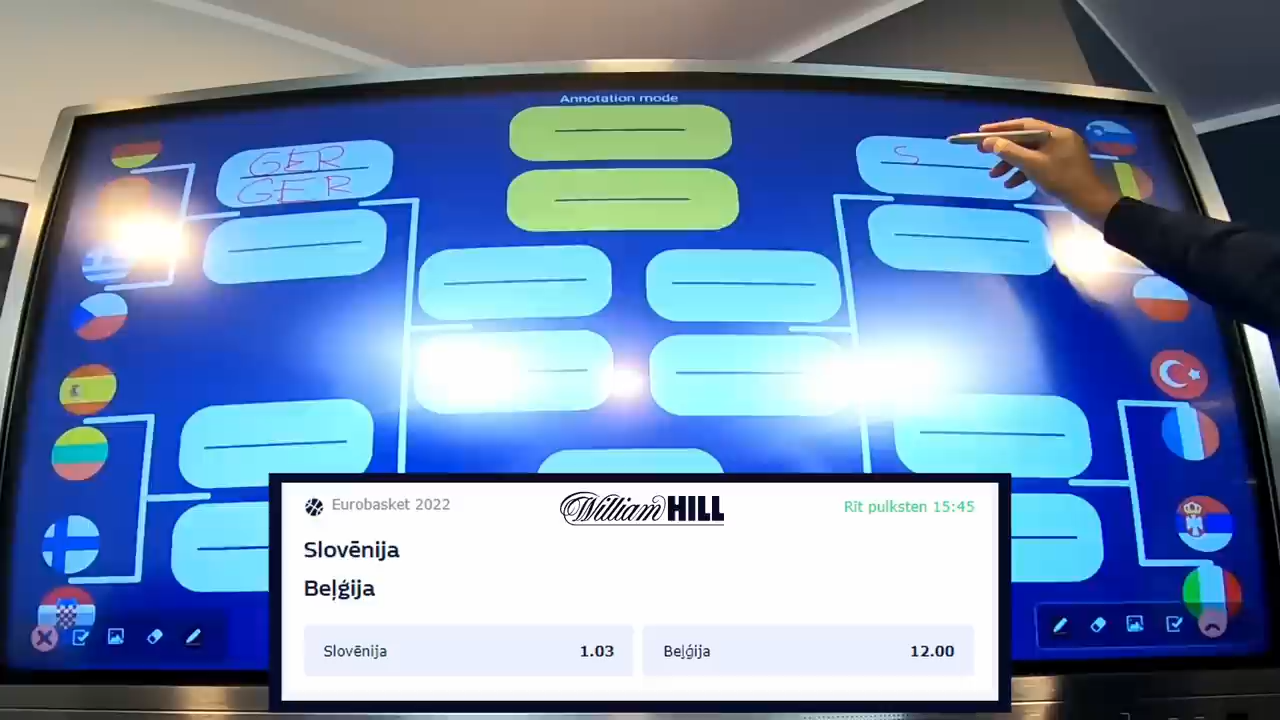 Annotation mode
GER
GER
S
Eurobasket 2022
William HILL
Rīt pulksten 15:45
Slovēnija
Beļģija
Slovēnija 1.03
Beļģija 12.00